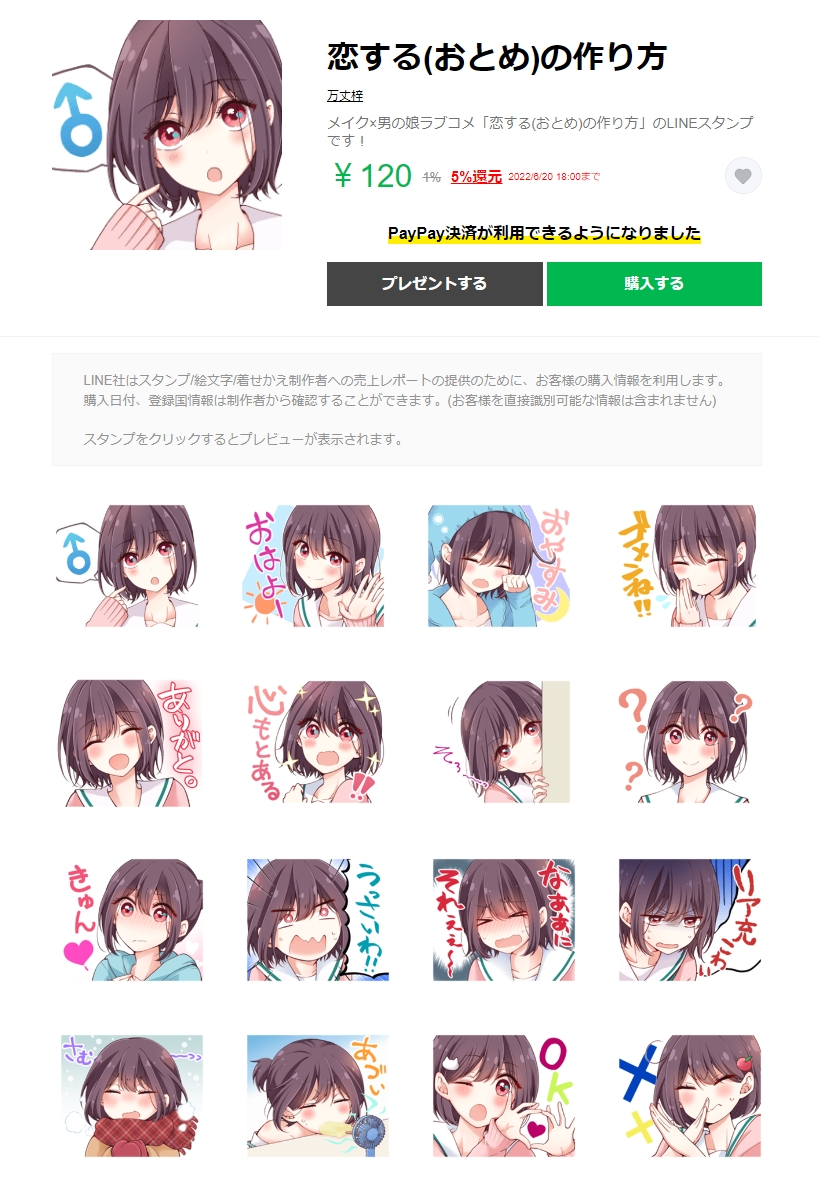 恋する(おとめ)の作り方
万丈梓
メイク×男の娘ラブコメ「恋する(おとめ)の作り方」のLINEスタンプ
です！
￥120 1% 5%還元 2022/6/20 18:00まで
PayPay決済が利用できるようになりました
プレゼントする 購入する
LINE社はスタンプ/絵文字/着せかえ制作者への売上レポートの提供のために、お客様の購入情報を利用します。
購入日付、登録国情報は制作者から確認することができます。(お客様を直接識別可能な情報は含まれません)
スタンプをクリックするとプレビューが表示されます。
おはよー
おやすみ
ゴメンね!!
ありがと。
心もとある
!!
そろ〜
? ? ?
きゅん
うっさいわ!!
なぁぁに
それぇぇ〜
リア充
こわい
さむ〜っっ
あづい
OK